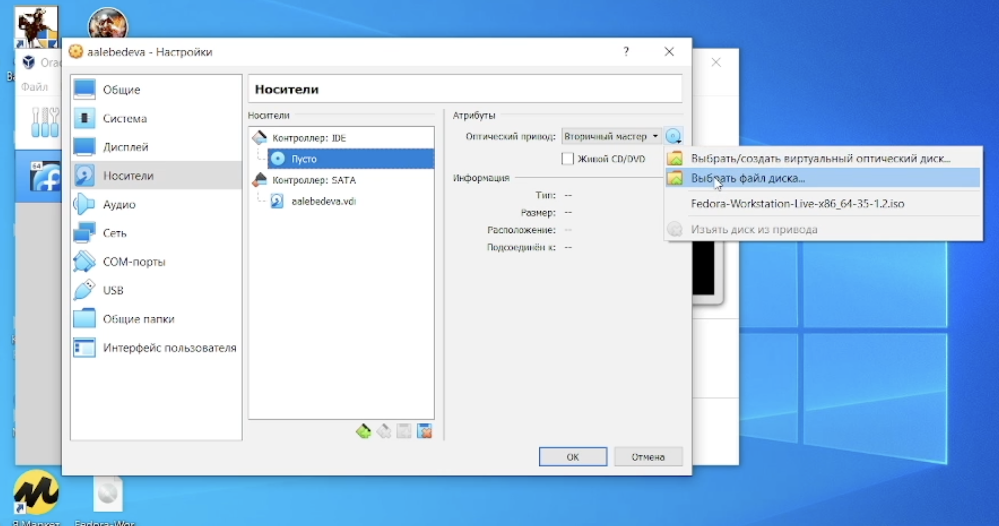 aalebedeva - Настройки
?
Orac
Файл
Общие
Система
Дисплей
Носители
Аудио
Сеть
COM-порты
USB
Общие папки
Интерфейс пользователя
64
Носители
Носители
Контроллер: IDE
Пусто
Контроллер: SATA
aalebedeva.vdi
Атрибуты
Оптический привод: Вторичный мастер
Живой CD/DVD
Информация
Тип: --
Размер: --
Расположение: --
Подсоединён к: --
Выбрать/создать виртуальный оптический диск...
Выбрать файл диска...
Fedora-Workstation-Live-x86_64-35-1.2.iso
Изъять диск из привода
OK
Отмена
Я.Маркет
Fedora-Wor